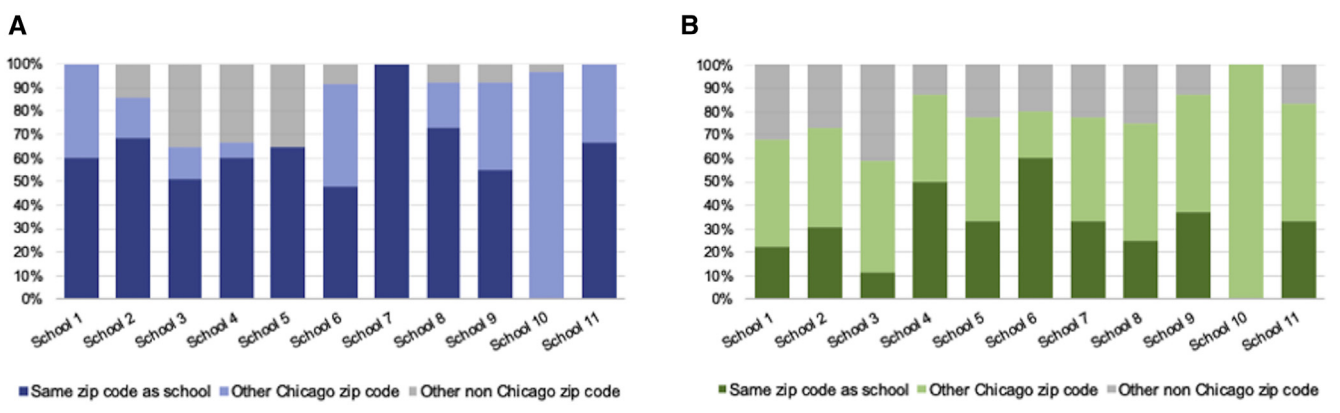 A
100%
90%
80%
70%
60%
50%
40%
30%
20%
10%
0%
School 1
School 2
School 3
School 4
School 5
School 6
School 7
School 8
School 9
School 10
School 11
Same zip code as school Other Chicago zip code Other non Chicago zip code
B
100%
90%
80%
70%
60%
50%
40%
30%
20%
10%
0%
School 1
School 2
School 3
School 4
School 5
School 6
School 7
School 8
School 9
School 10
School 11
Same zip code as school Other Chicago zip code Other non Chicago zip code